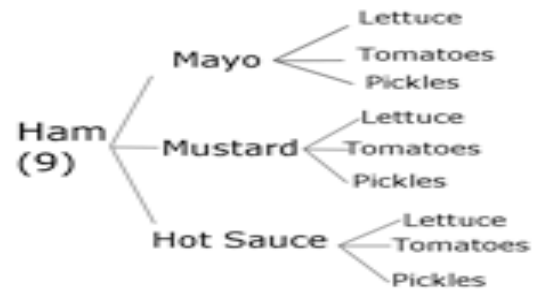 Ham
(9)
Mayo
Lettuce
Tomatoes
Pickles
Mustard
Lettuce
Tomatoes
Pickles
Hot Sauce
Lettuce
Tomatoes
Pickles